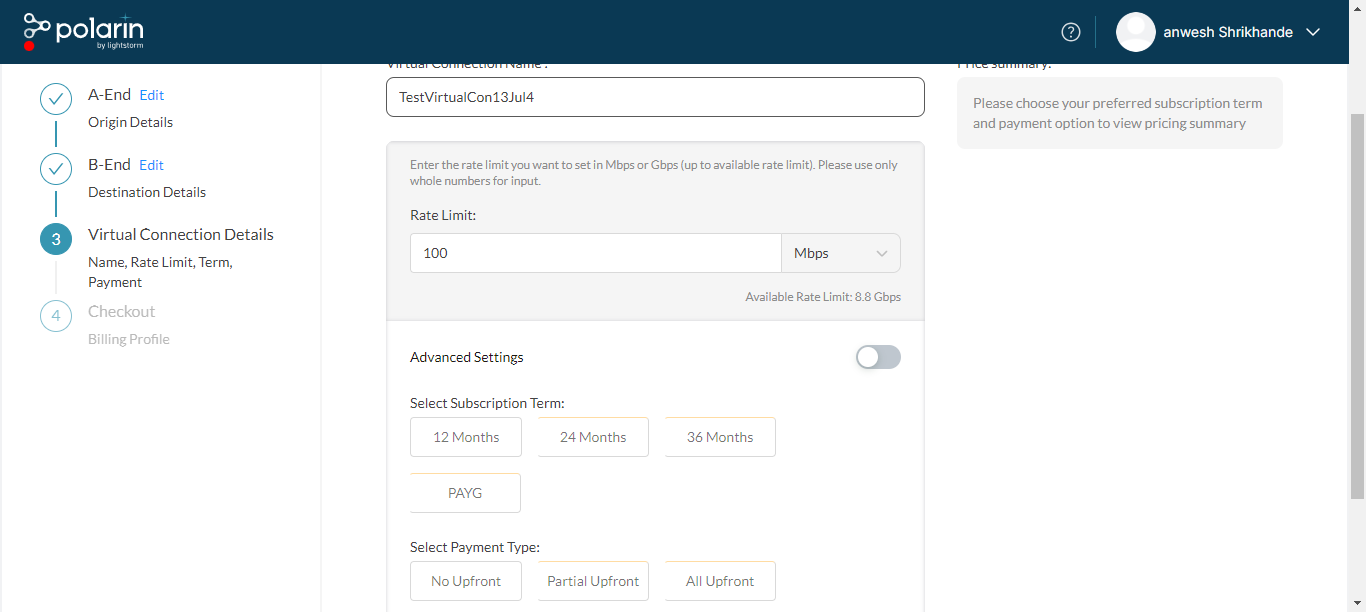 polarin
by lightstorm
anwesh Shrikhande
A-End Edit
Origin Details
B-End Edit
Destination Details
3 Virtual Connection Details
Name, Rate Limit, Term,
Payment
4 Checkout
Billing Profile
Virtual Connection Name :
TestVirtualCon13Jul4
Enter the rate limit you want to set in Mbps or Gbps (up to available rate limit). Please use only
whole numbers for input.
Rate Limit:
100 Mbps
Available Rate Limit: 8.8 Gbps
Advanced Settings
Select Subscription Term:
12 Months 24 Months 36 Months
PAYG
Select Payment Type:
No Upfront Partial Upfront All Upfront
Price summary:
Please choose your preferred subscription term
and payment option to view pricing summary